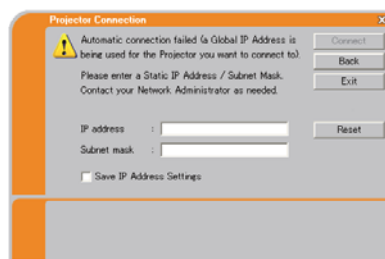 Projector Connection
Automatic connection failed (a Global IP Address is
being used for the Projector you want to connect to).
Please enter a Static IP Address / Subnet Mask.
Contact your Network Administrator as needed.
Connect
Back
Exit
IP address :
Reset
Subnet mask :
Save IP Address Settings